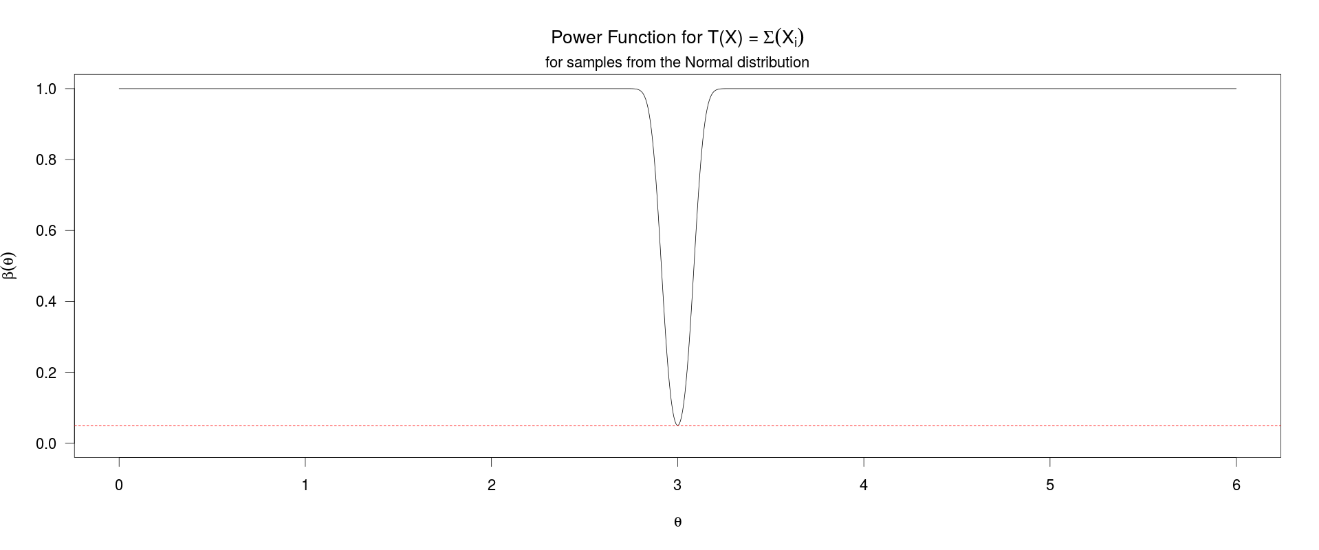 Power Function for T(X) = Σ(Xᵢ)
for samples from the Normal distribution
1.0
0.8
0.6
0.4
0.2
0.0
β(θ)
0 1 2 3 4 5 6
θ